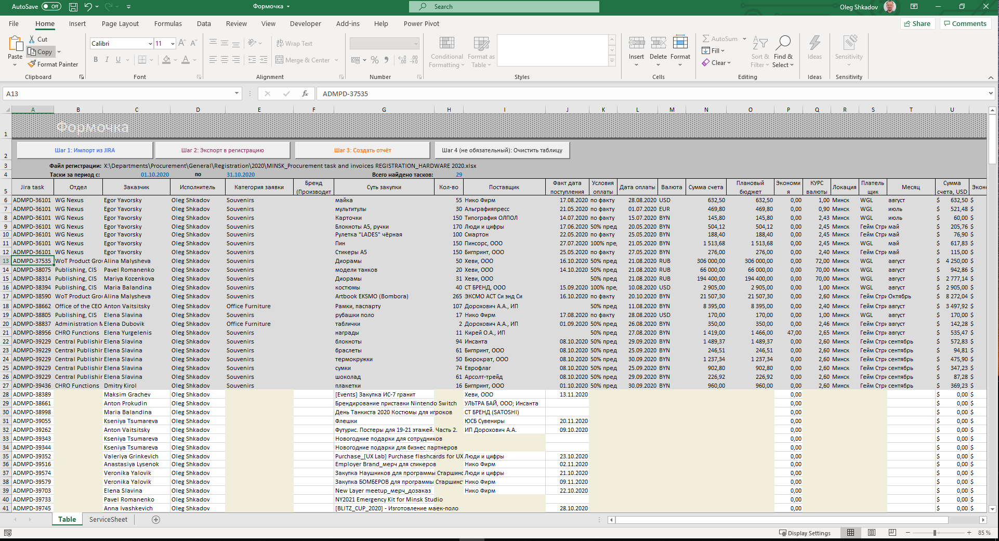 AutoSave Off Формочка Search Oleg Shkadov
File Home Insert Page Layout Formulas Data Review View Developer Add-ins Help Power Pivot Share Comments
Paste Cut Copy Format Painter Clipboard
Calibri 11 B I U A Font
Wrap Text Merge & Center Alignment
% Number
Conditional Formatting Format as Table Styles
Insert Delete Format Cells
AutoSum Fill Clear Sort & Filter Find & Select Editing
Ideas Ideas Sensitivity Sensitivity
A13 fx ADMPD-37535
A B C D E F G H I J K L M N O P Q R S T U
1 Формочка
2 Шаг 1: Импорт из JIRA Шаг 2: Экспорт в регистрацию Шаг 3: Создать отчёт Шаг 4 (не обязательный): Очистить таблицу
3 Файл регистрации: X:\Departments\Procurement\General\Registration\2020\MINSK_Procurement task and invoices REGISTRATION_HARDWARE 2020.xlsx
4 Таски за период с: 01.10.2020 по 31.10.2020 Всего найдено тасков: 29
5 Jira task Отдел Заказчик Исполнитель Категория заявки Бренд (Производит Суть закупки Кол-во Поставщик Факт дата поступления Условия оплаты Дата оплаты Валюта Сумма счета Плановый бюджет Экономия КУРС валюты Локация Плательщик Месяц Сумма счета, USD Экон
6 ADMPD-36101 WG Nexus Egor Yavorsky Oleg Shkadov Souvenirs майка 55 Нико Фирм 17.08.2020 по факту 28.08.2020 USD 632,50 632,50 0,00 1,00 Минск WGL август $ 632,50 $
7 ADMPD-36101 WG Nexus Egor Yavorsky Oleg Shkadov Souvenirs мультитулы 30 Альграфияпресс 21.05.2020 по факту 01.07.2020 EUR 469,80 469,80 0,00 0,90 Минск WGL июль $ 521,48 $
8 ADMPD-36101 WG Nexus Egor Yavorsky Oleg Shkadov Souvenirs Карточки 150 Типография ОЛПОЛ 14.07.2020 по факту 15.07.2020 BYN 145,80 145,80 0,00 2,43 Минск WGL июль $ 60,00 $
9 ADMPD-36101 WG Nexus Egor Yavorsky Oleg Shkadov Souvenirs Блокноты А5, ручки 170 Люди и цифры 17.06.2020 50% пред 20.05.2020 BYN 504,12 504,12 0,00 2,45 Минск Гейм Стри май $ 205,76 $
10 ADMPD-36101 WG Nexus Egor Yavorsky Oleg Shkadov Souvenirs Рулетка "LADES" чёрная 100 Смартон 22.05.2020 по факту 25.05.2020 BYN 188,40 188,40 0,00 2,45 Минск Гейм Стри май $ 76,90 $
11 ADMPD-36101 WG Nexus Egor Yavorsky Oleg Shkadov Souvenirs Пин 150 Пинсорс, ООО 27.07.2020 100% пре, 21.05.2020 BYN 1 513,68 1 513,68 0,00 2,45 Минск WGL май $ 617,83 $
12 ADMPD-36101 WG Nexus Egor Yavorsky Oleg Shkadov Souvenirs Стикеры А5 150 Бигпринт, ООО 25.05.2020 по факту 27.05.2020 BYN 276,00 276,00 0,00 2,40 Минск Гейм Стри май $ 115,00 $
13 ADMPD-37535 WoT Product Grou Alina Malysheva Oleg Shkadov Souvenirs Диорамы 50 Хеви, ООО 16.10.2020 50% пред 21.08.2020 RUB 306 000,00 306 000,00 0,00 72,00 Минск WGL август $ 4 250,00 $
14 ADMPD-38075 Publishing, CIS Pavel Romanenko Oleg Shkadov Souvenirs модели танков 20 Хеви, ООО 14.10.2020 50% пред 21.08.2020 RUB 66 000,00 66 000,00 0,00 70,00 Минск WGL август $ 942,86 $
15 ADMPD-38314 Publishing, CIS Mariya Kozenkova Oleg Shkadov Souvenirs Диорамы 31 Хеви, ООО 50% пред 21.08.2020 RUB 194 400,00 194 400,00 0,00 70,00 Минск WGL август $ 2 777,14 $
16 ADMPD-38394 Publishing, CIS Maria Balandina Oleg Shkadov Souvenirs костюмы 40 СТ БРЕНД, ООО 15.09.2020 100% пре, 10.08.2020 USD 2 905,00 2 905,00 0,00 1,00 Минск WGL август $ 2 905,00 $
17 ADMPD-38590 WoT Product Grou Alina Malysheva Oleg Shkadov Souvenirs Artbook EKSMO (Bombora) 265 ЭКСМО АСТ Си энд Си 16.10.2020 по факту 20.10.2020 BYN 21 507,30 21 507,30 0,00 2,60 Минск Гейм Стри Октябрь $ 8 272,04 $
18 ADMPD-38662 Office of the CEO Anton Vaitsitsky Oleg Shkadov Office Furniture Рамки, паспарту 107 Дорохович А.А., ИП 50% пред 11.08.2020 BYN 8 395,00 8 395,00 0,00 2,40 Минск Гейм Стри август $ 3 497,92 $
19 ADMPD-38805 Publishing, CIS Elena Slavina Oleg Shkadov Souvenirs рубашки поло 17 Нико Фирм 17.08.2020 по факту 28.08.2020 USD 170,00 170,00 0,00 1,00 Минск WGL август $ 170,00 $
20 ADMPD-38837 Administration M Elena Dubovik Oleg Shkadov Office Furniture таблички 2 Дорохович А.А., ИП 01.09.2020 50% пред 26.08.2020 BYN 350,00 350,00 0,00 2,46 Минск Гейм Стри август $ 142,28 $
21 ADMPD-38956 CHRO Functions Elena Yurgelenis Oleg Shkadov Souvenirs награды 11 Кирей О.А., ИП 50% пред 27.08.2020 BYN 1 419,00 1 466,00 47,00 2,65 Минск Гейм Стри август $ 535,47 $
22 ADMPD-39229 Central Publishin Elena Slavina Oleg Shkadov Souvenirs блокноты 94 Инсанта 08.10.2020 50% пред 29.09.2020 BYN 1 489,37 1 489,37 0,00 2,60 Минск Гейм Стри сентябрь $ 572,83 $
23 ADMPD-39229 Central Publishin Elena Slavina Oleg Shkadov Souvenirs браслеты 61 Бигпринт, ООО 08.10.2020 50% пред 25.09.2020 BYN 246,51 246,51 0,00 2,60 Минск Гейм Стри сентябрь $ 94,81 $
24 ADMPD-39229 Central Publishin Elena Slavina Oleg Shkadov Souvenirs термокружки 50 Бюрократ, ООО 08.10.2020 50% пред 30.09.2020 BYN 1 237,34 1 237,34 0,00 2,60 Минск Гейм Стри сентябрь $ 475,90 $
25 ADMPD-39229 Central Publishin Elena Slavina Oleg Shkadov Souvenirs сумки 74 Еврофлаг 08.10.2020 50% пред 25.09.2020 BYN 902,80 902,80 0,00 2,60 Минск Гейм Стри сентябрь $ 347,23 $
26 ADMPD-39229 Central Publishin Elena Slavina Oleg Shkadov Souvenirs шоколад 61 Арсолт-трейд 08.10.2020 50% пред 29.09.2020 BYN 226,92 226,92 0,00 2,60 Минск Гейм Стри сентябрь $ 87,28 $
27 ADMPD-39436 CHRO Functions Dmitry Kirol Oleg Shkadov Souvenirs плакетки 16 Бигпринт, ООО 01.10.2020 50% пред 30.09.2020 BYN 960,00 960,00 0,00 2,60 Минск Гейм Стри сентябрь $ 369,23 $
28 ADMPD-38389 Maksim Grachev Oleg Shkadov [Events] Закупка ИС-7 гранит Хеви, ООО 13.11.2020 0,00 $ 0,00 $
29 ADMPD-38661 Anton Prokudin Oleg Shkadov Брендирование приставки Nintendo Switch УЛЬТРА БАЙ, ООО; Инсанта 0,00 $ 0,00 $
30 ADMPD-38998 Maria Balandina Oleg Shkadov День Танкиста 2020 Костюмы для игроков СТ БРЕНД (SATOSHI) 0,00 $ 0,00 $
31 ADMPD-39055 Kseniya Tsumareva Oleg Shkadov Флешки ЮСБ Сувениры 20.11.2020 0,00 $ 0,00 $
32 ADMPD-39262 Anton Vaitsitsky Oleg Shkadov Футурис. Постеры для 19-21 этажей. Часть 2. ИП Дорохович А.А. 09.10.2020 0,00 $ 0,00 $
33 ADMPD-39343 Kseniya Tsumareva Oleg Shkadov Новогодние подарки для сотрудников 0,00 $ 0,00 $
34 ADMPD-39344 Kseniya Tsumareva Oleg Shkadov Новогодние подарки для бизнес партнеров 0,00 $ 0,00 $
35 ADMPD-39352 Valeriya Grinkevich Oleg Shkadov Purchase_[UX Lab] Purchase flashcards for UX Люди и цифры 23.10.2020 0,00 $ 0,00 $
36 ADMPD-39516 Anastasiya Lysenok Oleg Shkadov Employer Brand_мерч для спикеров Нико Фирм 02.11.2020 0,00 $ 0,00 $
37 ADMPD-39574 Veronika Yalovik Oleg Shkadov Закупка Наушников для программы Старшинс Люди и цифры 21.10.2020 0,00 $ 0,00 $
38 ADMPD-39579 Veronika Yalovik Oleg Shkadov Закупка БОМБЕРОВ для программы Старшинст Нико Фирм 09.11.2020 0,00 $ 0,00 $
39 ADMPD-39703 Elena Slavina Oleg Shkadov New Layer meetup_мерч_дозаказ Нико Фирм 22.10.2020 0,00 $ 0,00 $
40 ADMPD-39733 Pavel Romanenko Oleg Shkadov NY2021 Emergency Kit for Minsk Studio 0,00 $ 0,00 $
41 ADMPD-39745 Anna Ivashkevich Oleg Shkadov [BLITZ_CUP_2020] - Изготовление маек-поло 28.10.2020 0,00 $ 0,00 $
Table ServiceSheet
Display Settings 85 %